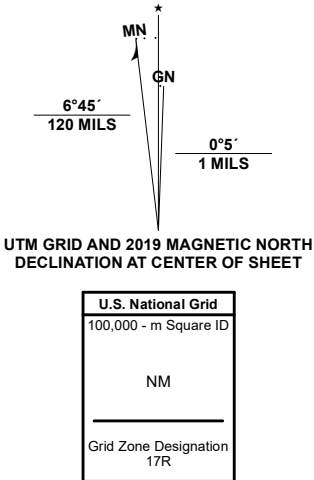 ★
MN
GN
6°45´
120 MILS
0°5´
1 MILS
UTM GRID AND 2019 MAGNETIC NORTH
DECLINATION AT CENTER OF SHEET
U.S. National Grid
100,000 - m Square ID
NM
Grid Zone Designation
17R